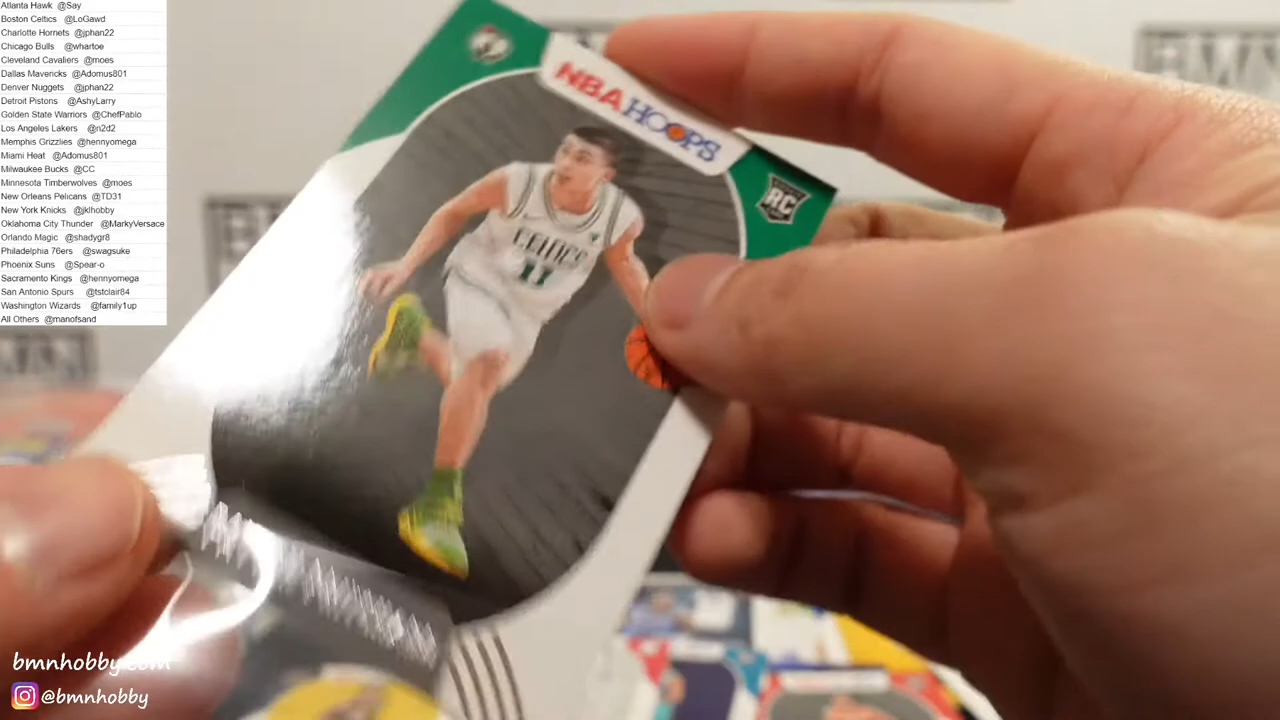 Atlanta Hawk @Say
Boston Celtics @LoGawd
Charlotte Hornets @jphan22
Chicago Bulls @whartoe
Cleveland Cavaliers @moes
Dallas Mavericks @Adomus801
Denver Nuggets @jphan22
Detroit Pistons @AshyLarry
Golden State Warriors @ChefPablo
Los Angeles Lakers @n2d2
Memphis Grizzlies @hennyomega
Miami Heat @Adomus801
Milwaukee Bucks @CC
Minnesota Timberwolves @moes
New Orleans Pelicans @TD31
New York Knicks @jklhobby
Oklahoma City Thunder @MarkyVersace
Orlando Magic @shadygr8
Philadelphia 76ers @swagsuke
Phoenix Suns @Spear-o
Sacramento Kings @hennyomega
San Antonio Spurs @tstclair84
Washington Wizards @family1up
All Others @manofsand
NBA HOOPS
RC
CELTICS
11
bmnhobby.com
@bmnhobby